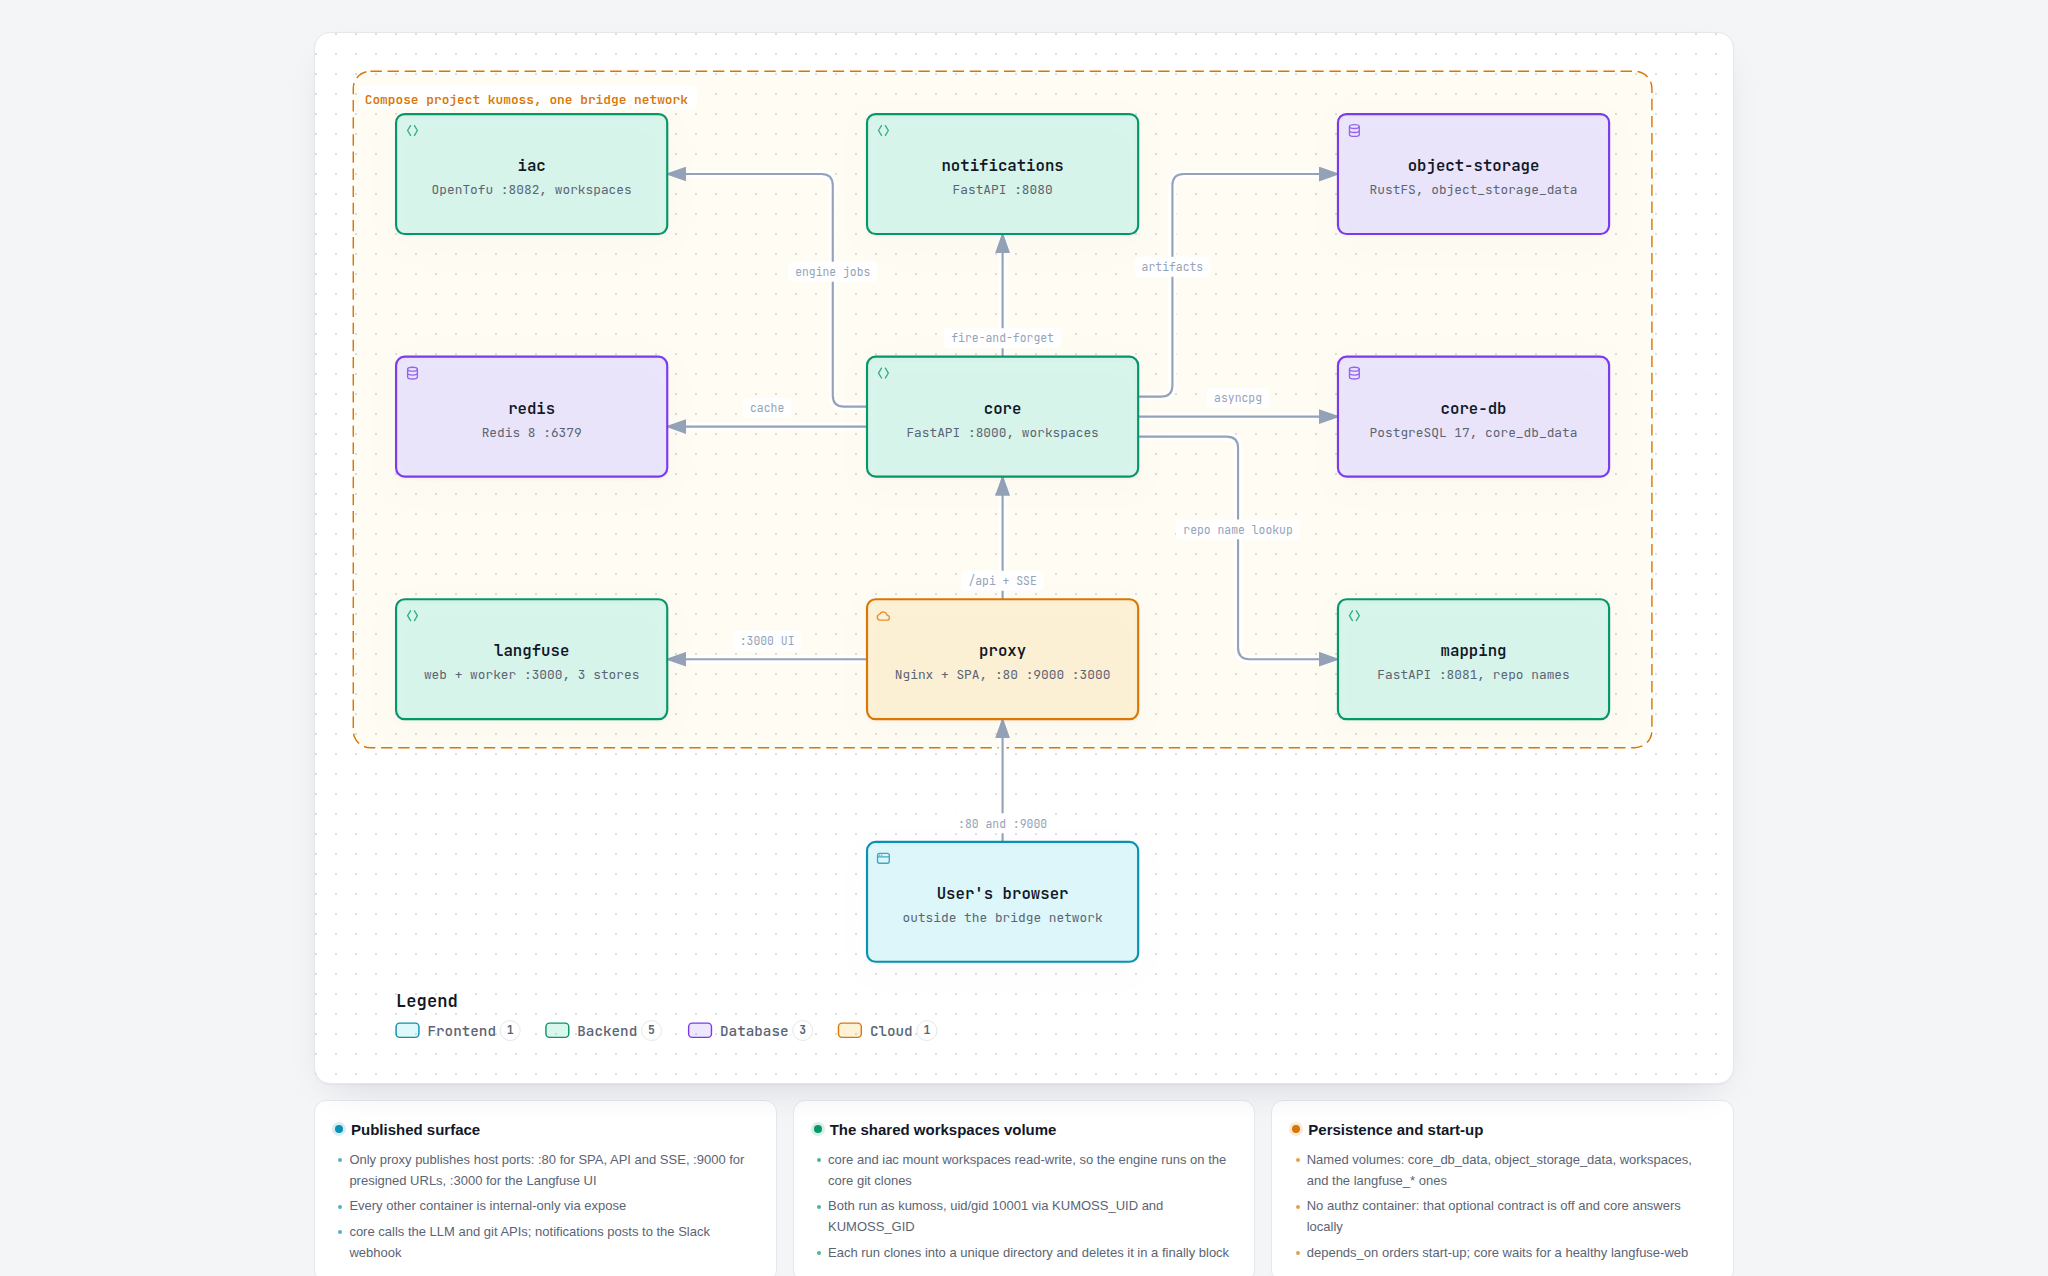 Compose project kumoss, one bridge network
iac
OpenTofu :8082, workspaces
notifications
FastAPI :8080
object-storage
RustFS, object_storage_data
engine jobs
artifacts
fire-and-forget
redis
Redis 8 :6379
cache
core
FastAPI :8000, workspaces
asyncpg
core-db
PostgreSQL 17, core_db_data
repo name lookup
/api + SSE
langfuse
web + worker :3000, 3 stores
:3000 UI
proxy
Nginx + SPA, :80 :9000 :3000
mapping
FastAPI :8081, repo names
:80 and :9000
User's browser
outside the bridge network
Legend
Frontend 1
Backend 5
Database 3
Cloud 1
Published surface
Only proxy publishes host ports: :80 for SPA, API and SSE, :9000 for
presigned URLs, :3000 for the Langfuse UI
Every other container is internal-only via expose
core calls the LLM and git APIs; notifications posts to the Slack
webhook
The shared workspaces volume
core and iac mount workspaces read-write, so the engine runs on the
core git clones
Both run as kumoss, uid/gid 10001 via KUMOSS_UID and
KUMOSS_GID
Each run clones into a unique directory and deletes it in a finally block
Persistence and start-up
Named volumes: core_db_data, object_storage_data, workspaces,
and the langfuse_* ones
No authz container: that optional contract is off and core answers
locally
depends_on orders start-up; core waits for a healthy langfuse-web